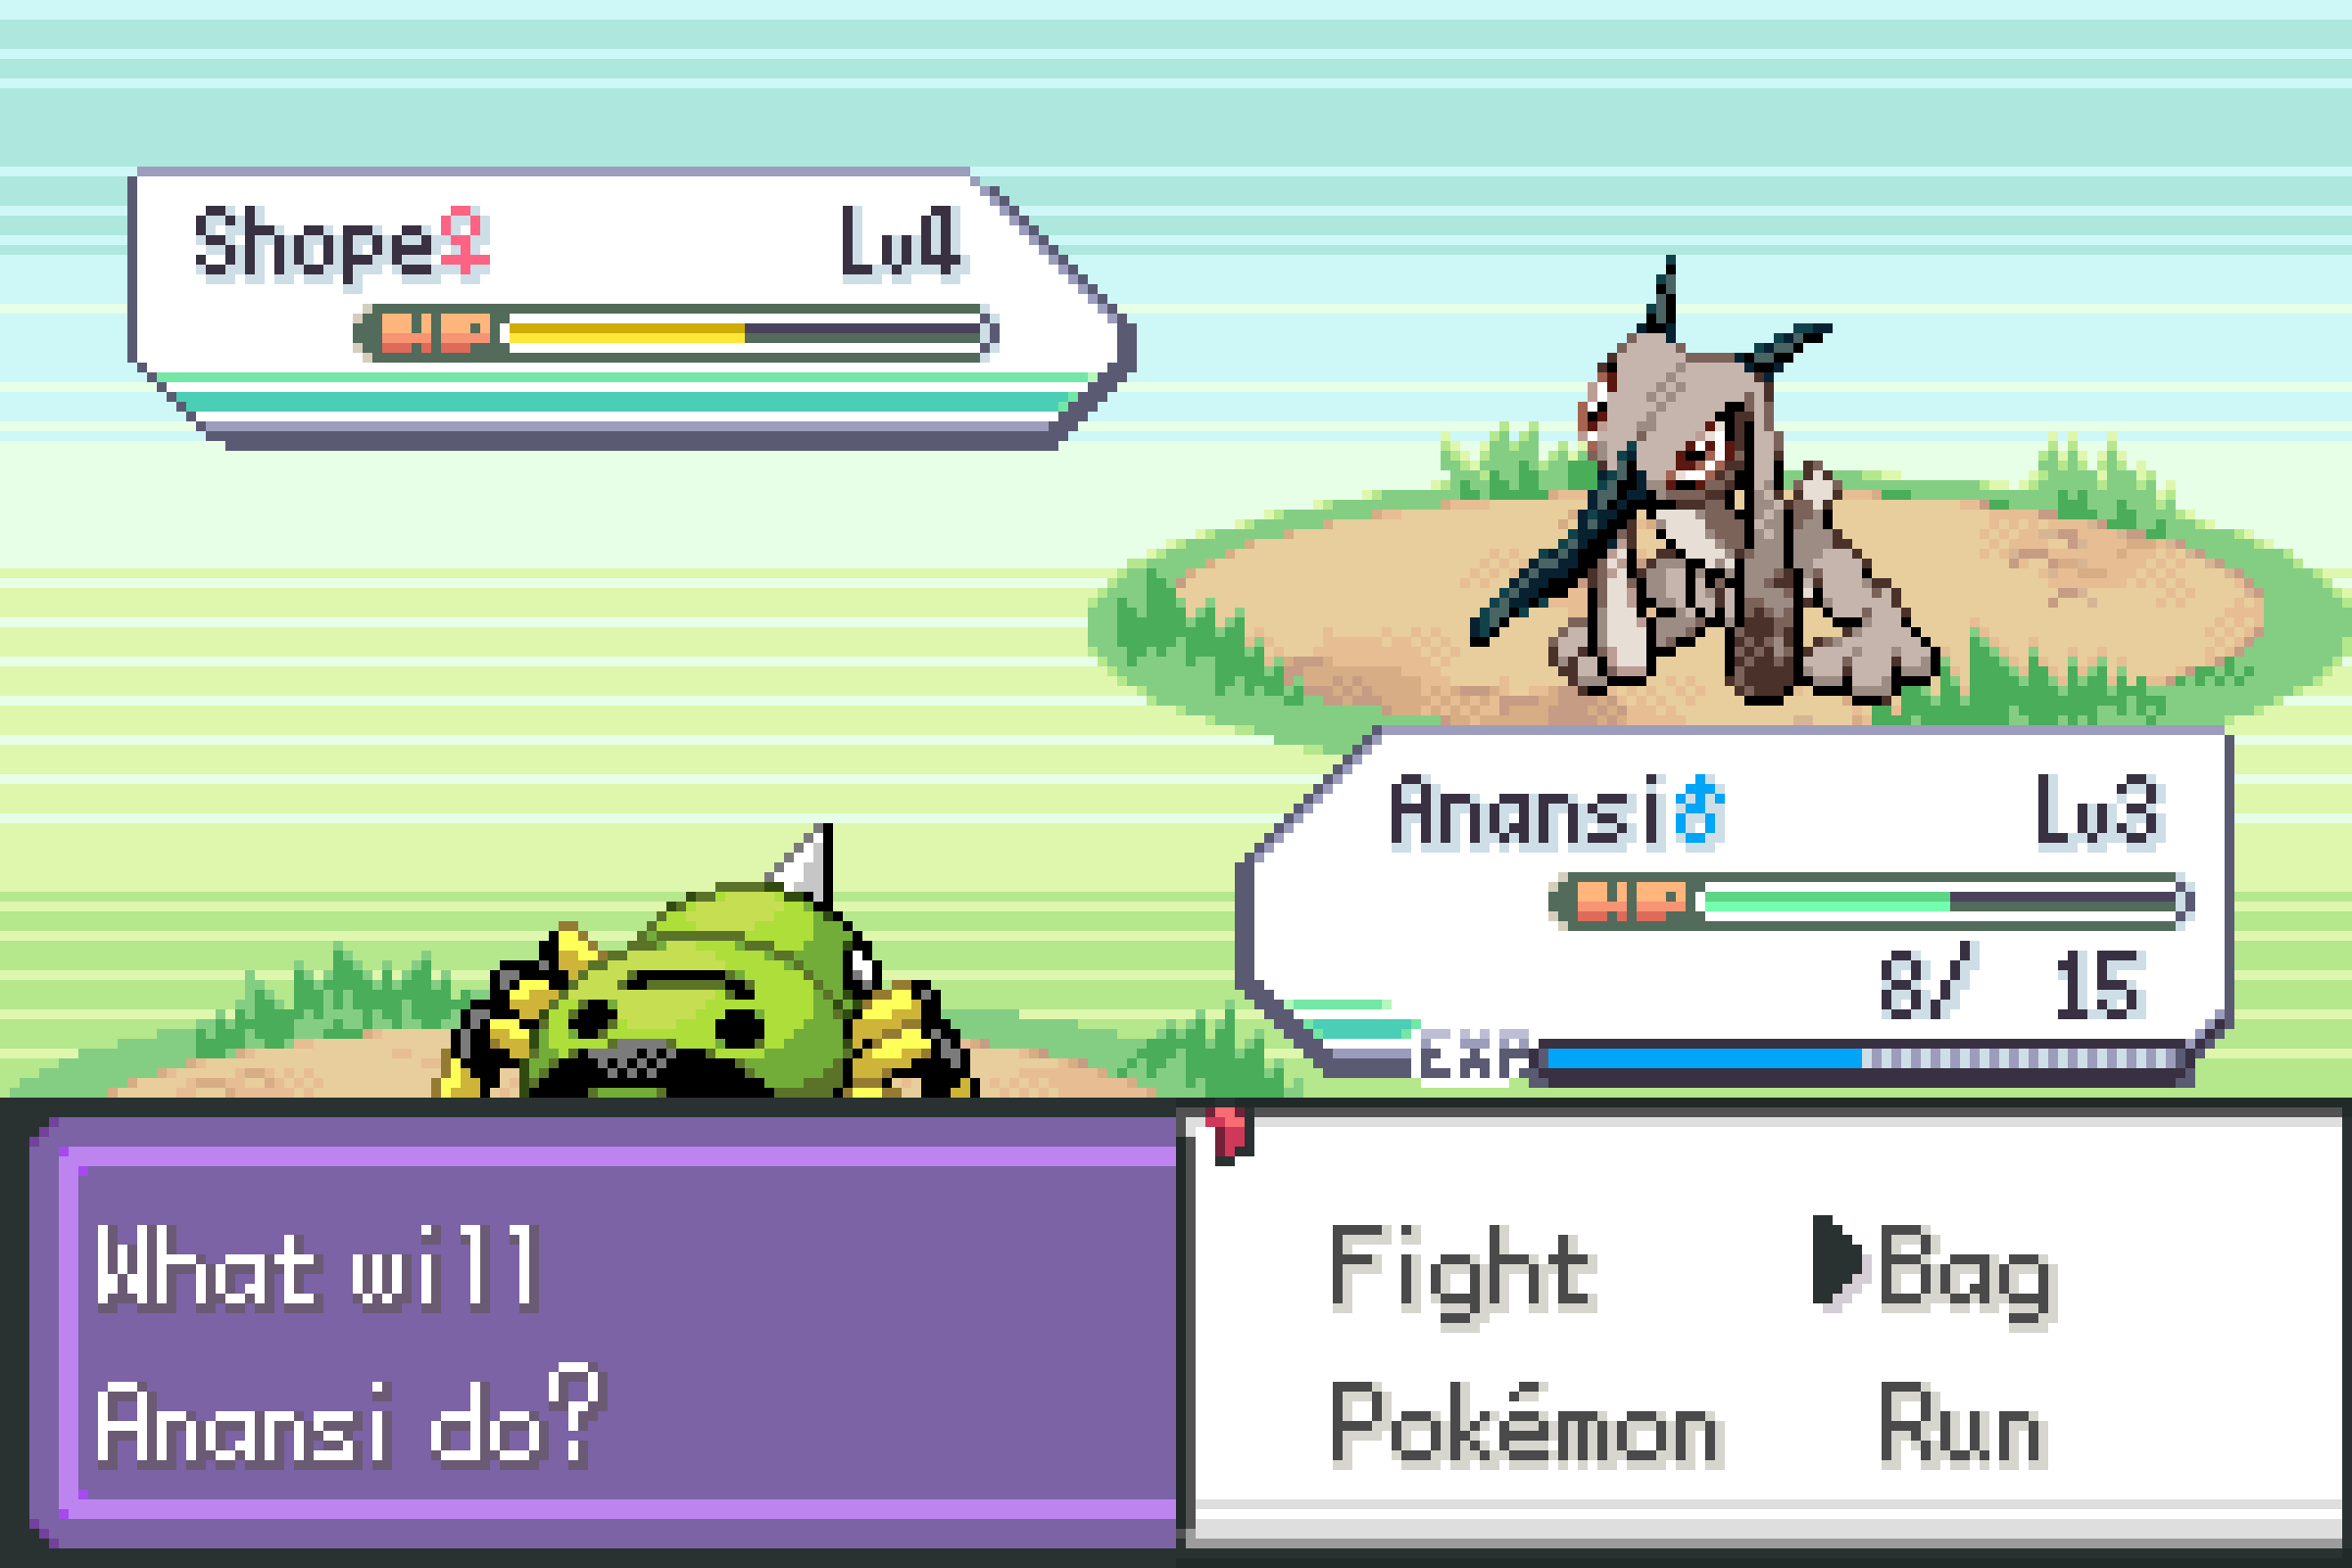 Shope♀ Lv4
HP
Anansi♂ Lv3
HP
8/ 15
EXP
What will
Anansi do?
Fight Bag
Pokémon Run